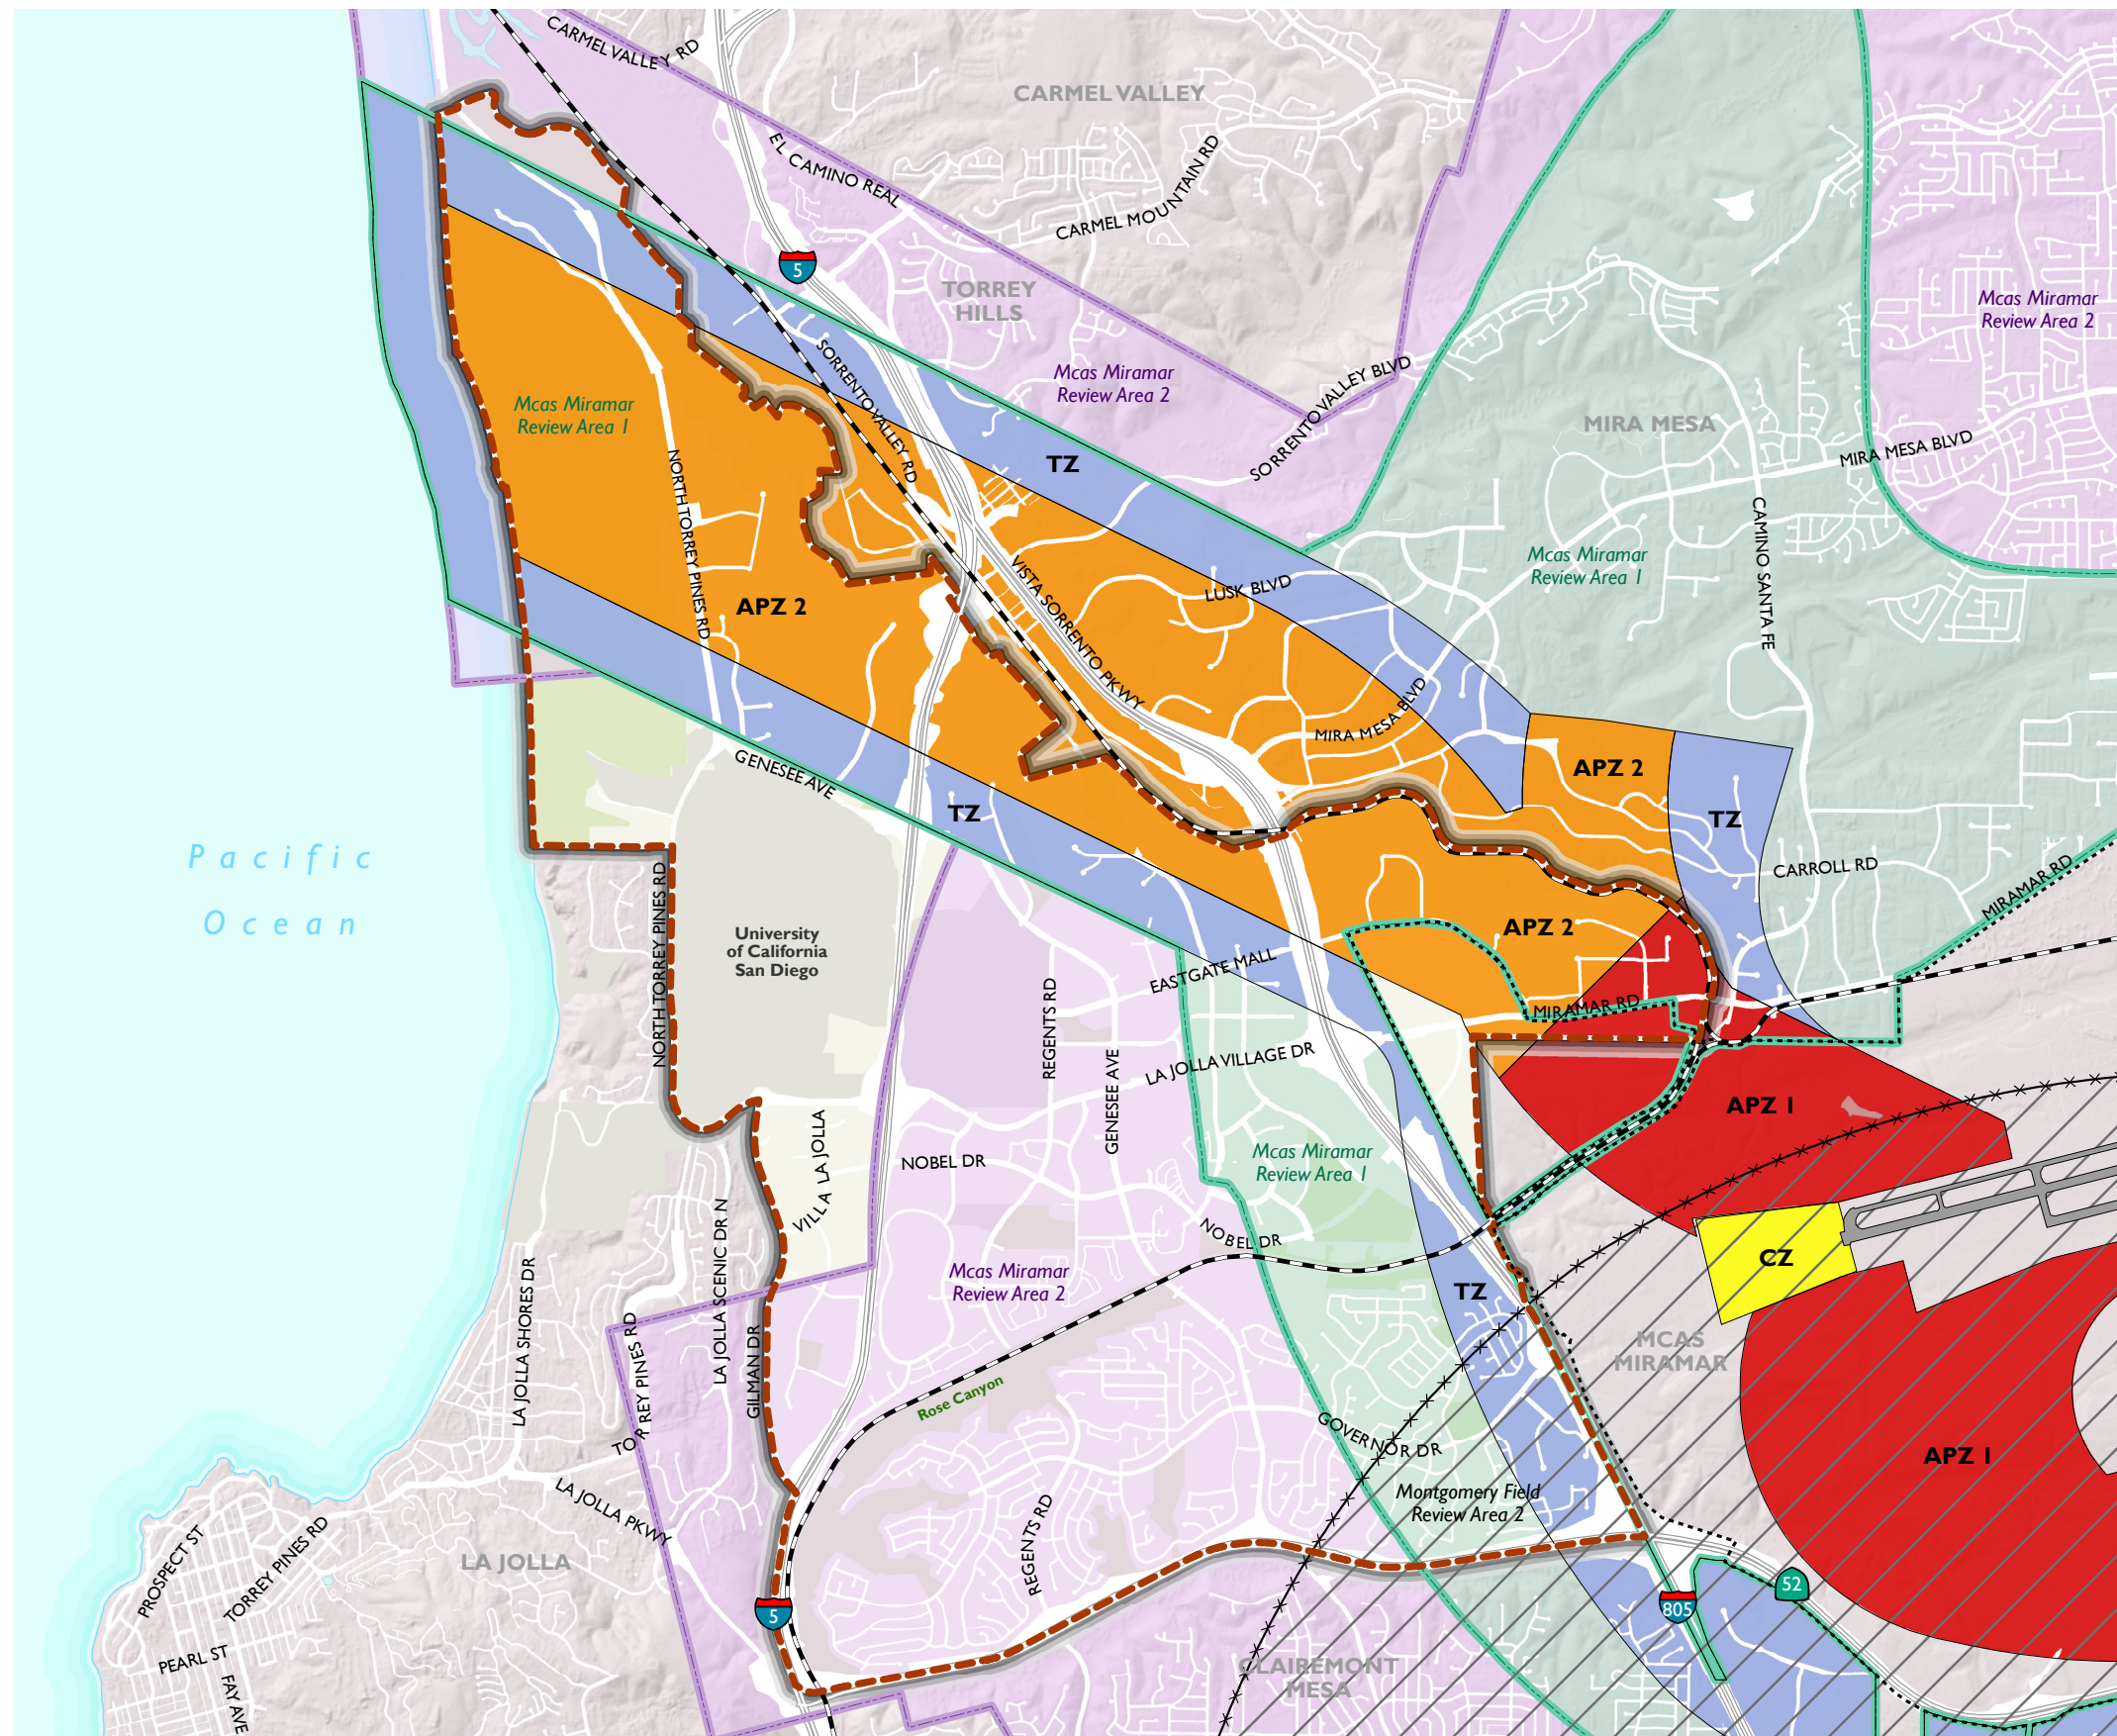 CARMEL VALLEY RD
CARMEL VALLEY
EL CAMINO REAL
CARMEL MOUNTAIN RD
5
TORREY
HILLS
Mcas Miramar
Review Area 2
Mcas Miramar
Review Area 2
SORRENTO VALLEY RD
SORRENTO VALLEY BLVD
Mcas Miramar
Review Area 1
MIRA MESA
MIRA MESA BLVD
TZ
NORTH TORREY PINES RD
CAMINO SANTA FE
Mcas Miramar
Review Area 1
VISTA SORRENTO PKWY
LUSK BLVD
APZ 2
MIRA MESA BLVD
GENESEE AVE
APZ 2
TZ
TZ
Pacific
Ocean
CARROLL RD
MIRAMAR RD
NORTH TORREY PINES RD
University
of California
San Diego
APZ 2
EASTGATE MALL
REGENTS RD
MIRAMAR RD
GENESEE AVE
LA JOLLA VILLAGE DR
APZ 1
VILLA LA JOLLA
NOBEL DR
Mcas Miramar
Review Area 1
NOBEL DR
LA JOLLA SCENIC DR N
LA JOLLA SHORES DR
CZ
Mcas Miramar
Review Area 2
TZ
GILMAN DR
TORREY PINES RD
MCAS
MIRAMAR
Rose Canyon
GOVERNOR DR
APZ 1
Montgomery Field
Review Area 2
LA JOLLA PKWY
REGENTS RD
PROSPECT ST
TORREY PINES RD
LA JOLLA
5
52
805
PEARL ST
FAY AVE
CLAIREMONT
MESA